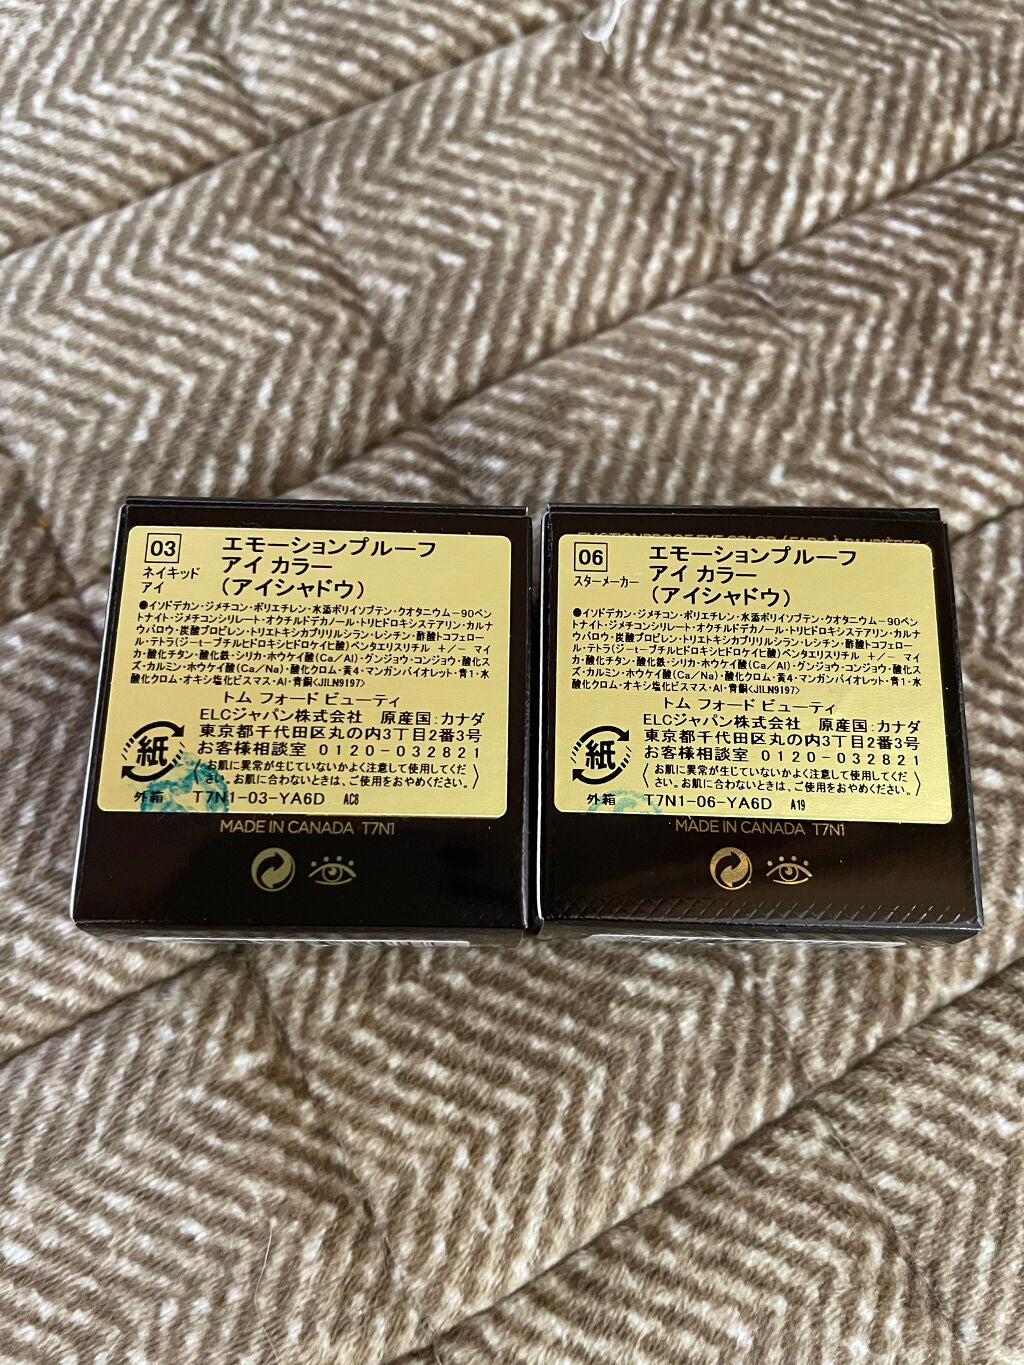 03
ネイキッド
アイ
エモーションプルーフ
アイ カラー
(アイシャドウ)
●イソドデカン・ジメチコン・ポリエチレン・水添ポリイソブテン・クオタニウム-90ベン
トナイト・ジメチコンシリレート・オクチルドデカノール・トリヒドロキシステアリン・カルナ
ウバロウ・炭酸プロピレン・トリエトキシカプリリルシラン・レシチン・酢酸トコフェロー
ル・テトラ(ジ-t-ブチルヒドロキシヒドロケイヒ酸)ペンタエリスリチル +/- マイ
カ・酸化チタン・酸化鉄・シリカ・ホウケイ酸(Ca/Al)・グンジョウ・コンジョウ・酸化ス
ズ・カルミン・ホウケイ酸(Ca/Na)・酸化クロム・黄4・マンガンバイオレット・青1・水
酸化クロム・オキシ塩化ビスマス・Al・青銅<JILN9197>
トム フォード ビューティ
ELCジャパン株式会社 原産国:カナダ
東京都千代田区丸の内3丁目2番3号
お客様相談室 0120-032821
紙
外箱
お肌に異常が生じていないかよく注意して使用してくだ
さい。お肌に合わないときは、ご使用をおやめください。
T7N1-03-YA6D AC8
MADE IN CANADA T7N1
06
スターメーカー
エモーションプルーフ
アイ カラー
(アイシャドウ)
●イソドデカン・ジメチコン・ポリエチレン・水添ポリイソブテン・クオタニウム-90ベン
トナイト・ジメチコンシリレート・オクチルドデカノール・トリヒドロキシステアリン・カルナ
ウバロウ・炭酸プロピレン・トリエトキシカプリリルシラン・レシチン・酢酸トコフェロー
ル・テトラ(ジ-t-ブチルヒドロキシヒドロケイヒ酸)ペンタエリスリチル +/- マイ
カ・酸化チタン・酸化鉄・シリカ・ホウケイ酸(Ca/Al)・グンジョウ・コンジョウ・酸化ス
ズ・カルミン・ホウケイ酸(Ca/Na)・酸化クロム・黄4・マンガンバイオレット・青1・水
酸化クロム・オキシ塩化ビスマス・Al・青銅<JILN9197>
トム フォード ビューティ
ELCジャパン株式会社 原産国:カナダ
東京都千代田区丸の内3丁目2番3号
お客様相談室 0120-032821
紙
外箱
お肌に異常が生じていないかよく注意して使用してくだ
さい。お肌に合わないときは、ご使用をおやめください。
T7N1-06-YA6D A19
MADE IN CANADA T7N1